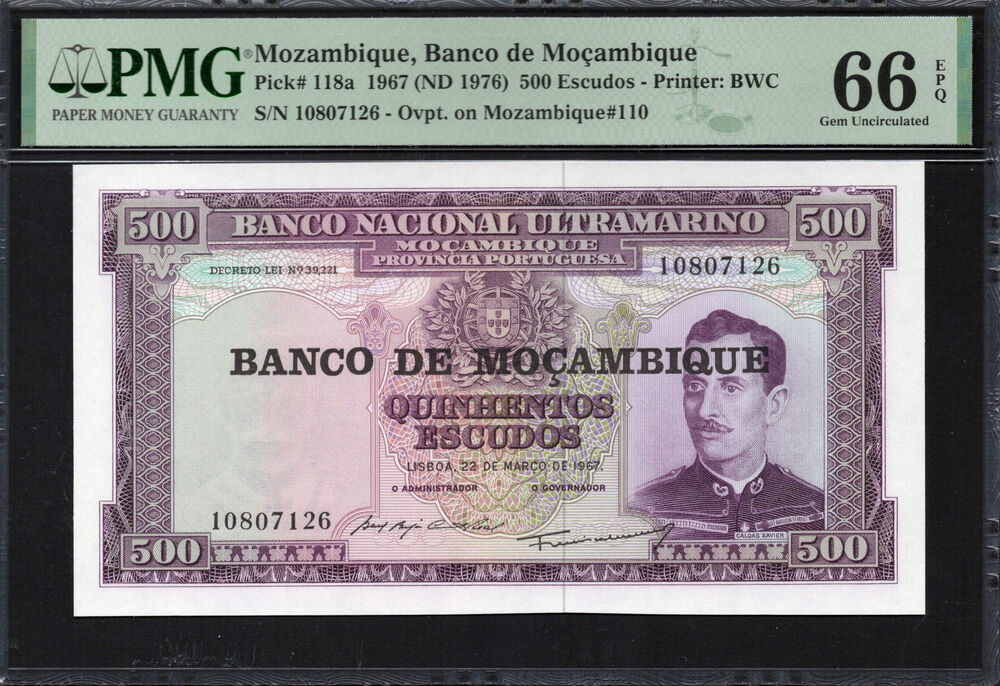 PMG®
PAPER MONEY GUARANTY
Mozambique, Banco de Moçambique
Pick# 118a 1967 (ND 1976) 500 Escudos - Printer: BWC
S/N 10807126 - Ovpt. on Mozambique#110
66 EPQ
Gem Uncirculated
500 BANCO NACIONAL ULTRAMARINO 500
MOÇAMBIQUE
PROVINCIA PORTUGUESA
DECRETO-LEI Nº 39,221
10807126
BANCO DE MOÇAMBIQUE
QUINHENTOS
ESCUDOS
LISBOA, 22 DE MARÇO DE 1967.
O ADMINISTRADOR O GOVERNADOR
10807126
CALDAS XAVIER
500 500